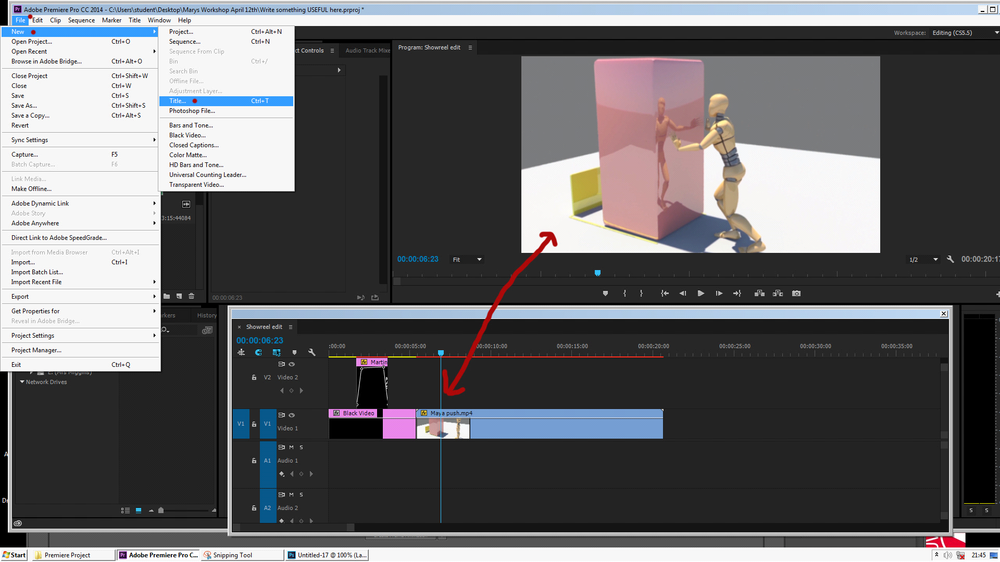 Adobe Premiere Pro CC 2014 - C:\Users\student\Desktop\Marys Workshop April 12th\Write something USEFUL here.prproj *
File Edit Clip Sequence Marker Title Window Help
New
Open Project... Ctrl+O
Open Recent
Browse in Adobe Bridge... Ctrl+Alt+O
Close Project Ctrl+Shift+W
Close Ctrl+W
Save Ctrl+S
Save As... Ctrl+Shift+S
Save a Copy... Ctrl+Alt+S
Revert
Sync Settings
Capture... F5
Batch Capture... F6
Link Media...
Make Offline...
Adobe Dynamic Link
Adobe Story
Adobe Anywhere
Direct Link to Adobe SpeedGrade...
Import from Media Browser Ctrl+Alt+I
Import... Ctrl+I
Import Batch List...
Import Recent File
Export
Get Properties for
Reveal in Adobe Bridge...
Project Settings
Project Manager...
Exit Ctrl+Q
Project... Ctrl+Alt+N
Sequence... Ctrl+N
Sequence From Clip
Bin Ctrl+/
Search Bin
Offline File...
Adjustment Layer...
Title... Ctrl+T
Photoshop File...
Bars and Tone...
Black Video...
Closed Captions...
Color Matte...
HD Bars and Tone...
Universal Counting Leader...
Transparent Video...
Workspace: Editing (CS5.5)
ct Controls Audio Track Mixe
Program: Showreel edit
3:15:44084
00:00:06:23
00:00:06:23 Fit 1/2 00:00:20:17
rkers History
E: (Mrs Miggins)
Network Drives
Showreel edit
00:00:06:23
:00:00 00:00:05:00 00:00:10:00 00:00:15:00 00:00:20:00 00:00:25:00 00:00:30:00 00:00:35:00
fx Martin
V2 Video 2
fx Black Video fx Maya push.mp4
V1 V1 Video 1
M S
A1 Audio 1
M S
A2 Audio 2
S S
A
Dr
Start Premiere Project Pr Adobe Premiere Pro C... Snipping Tool Ps Untitled-17 @ 100% (La... 21:45